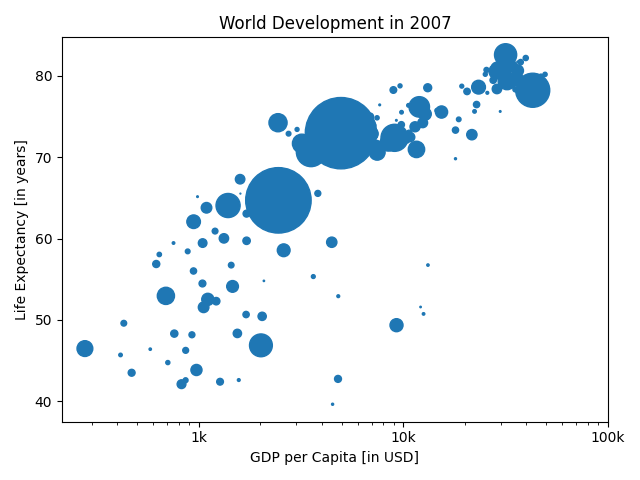 World Development in 2007
Life Expectancy [in years]
80
70
60
50
40
1k
10k
100k
GDP per Capita [in USD]